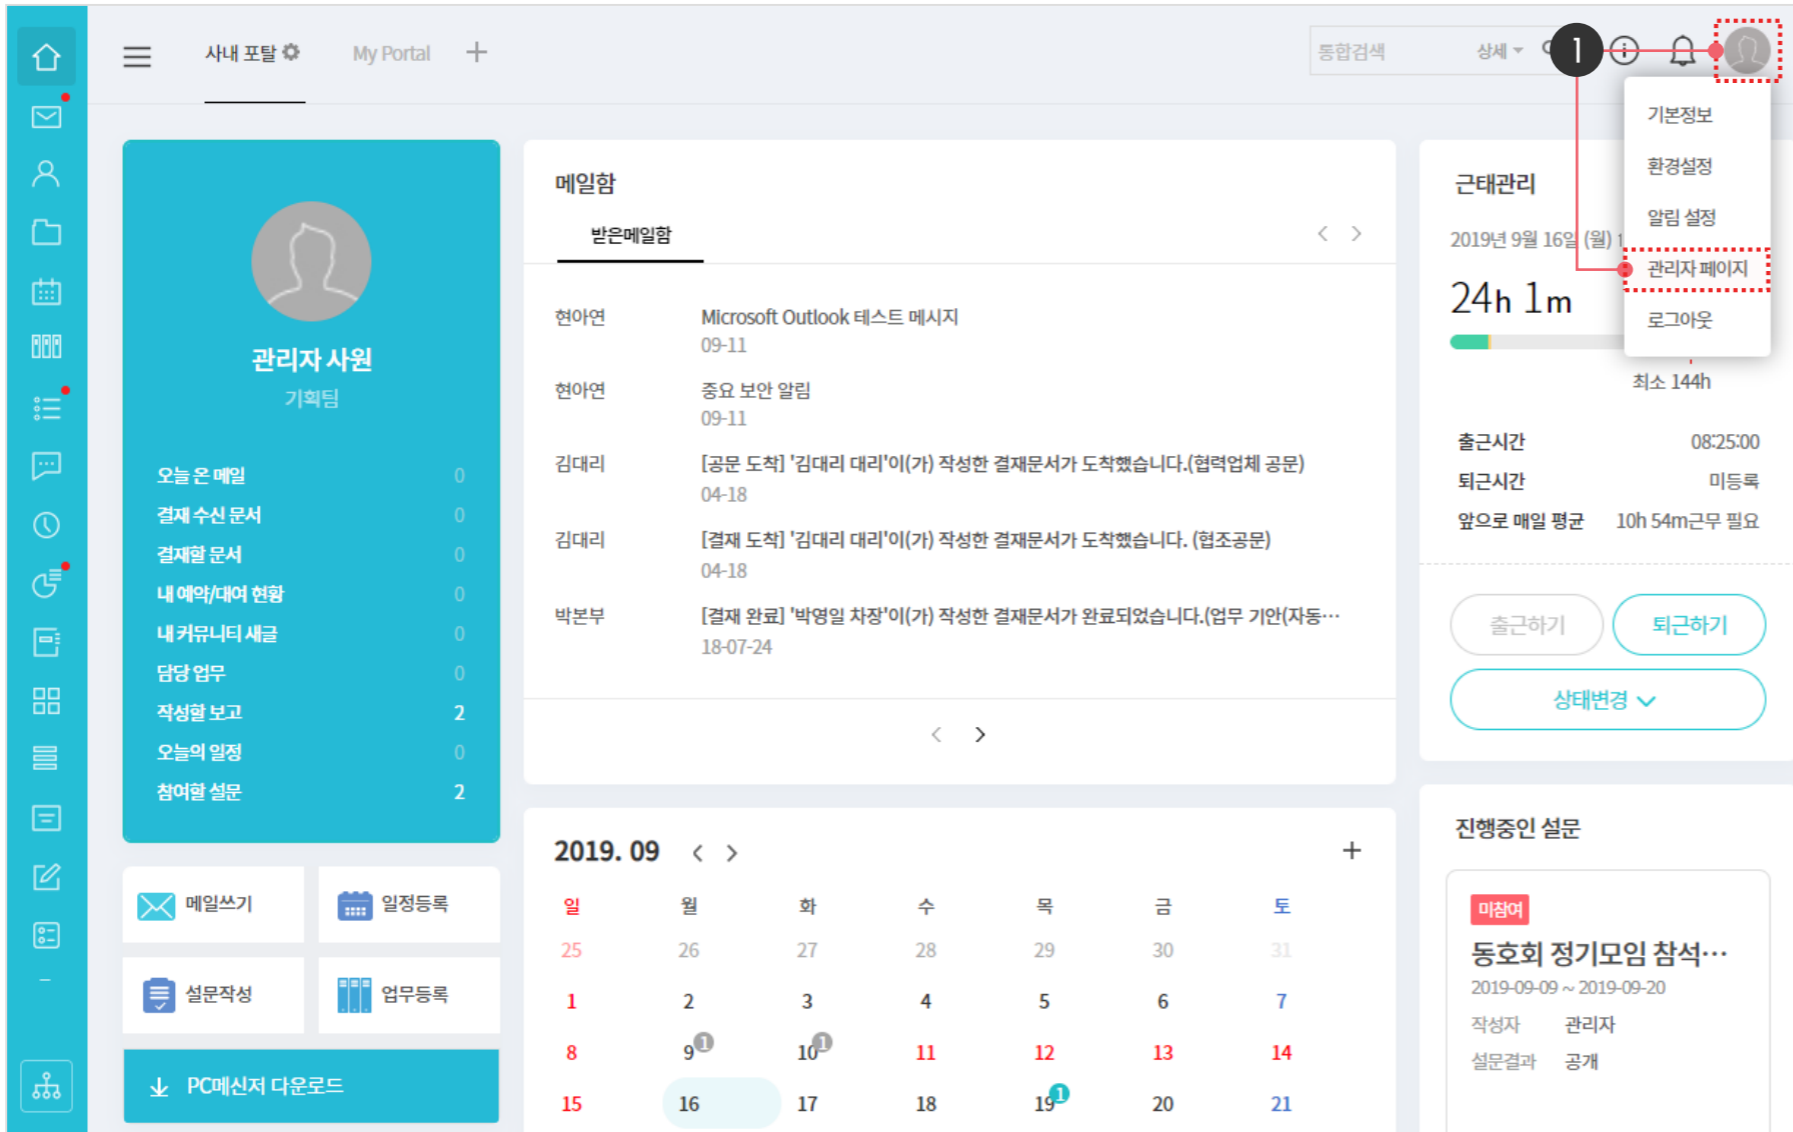 사내 포탈
My Portal
통합검색
상세
1
기본정보
환경설정
알림 설정
관리자 페이지
로그아웃
관리자 사원
기획팀
오늘 온 메일 0
결재 수신 문서 0
결재할 문서 0
내 예약/대여 현황 0
내 커뮤니티 새글 0
담당 업무 0
작성할 보고 2
오늘의 일정 0
참여할 설문 2
메일쓰기
일정등록
설문작성
업무등록
PC메신저 다운로드
메일함
받은메일함
현아연 Microsoft Outlook 테스트 메시지
09-11
현아연 중요 보안 알림
09-11
김대리 [공문 도착] '김대리 대리'이(가) 작성한 결재문서가 도착했습니다.(협력업체 공문)
04-18
김대리 [결재 도착] '김대리 대리'이(가) 작성한 결재문서가 도착했습니다. (협조공문)
04-18
박본부 [결재 완료] '박영일 차장'이(가) 작성한 결재문서가 완료되었습니다.(업무 기안(자동…
18-07-24
2019. 09
일 월 화 수 목 금 토
25 26 27 28 29 30 31
1 2 3 4 5 6 7
8 9 1 10 1 11 12 13 14
15 16 17 18 19 1 20 21
근태관리
2019년 9월 16일 (월)
24h 1m
최소 144h
출근시간 08:25:00
퇴근시간 미등록
앞으로 매일 평균 10h 54m근무 필요
출근하기
퇴근하기
상태변경
진행중인 설문
미참여
동호회 정기모임 참석…
2019-09-09 ~ 2019-09-20
작성자 관리자
설문결과 공개